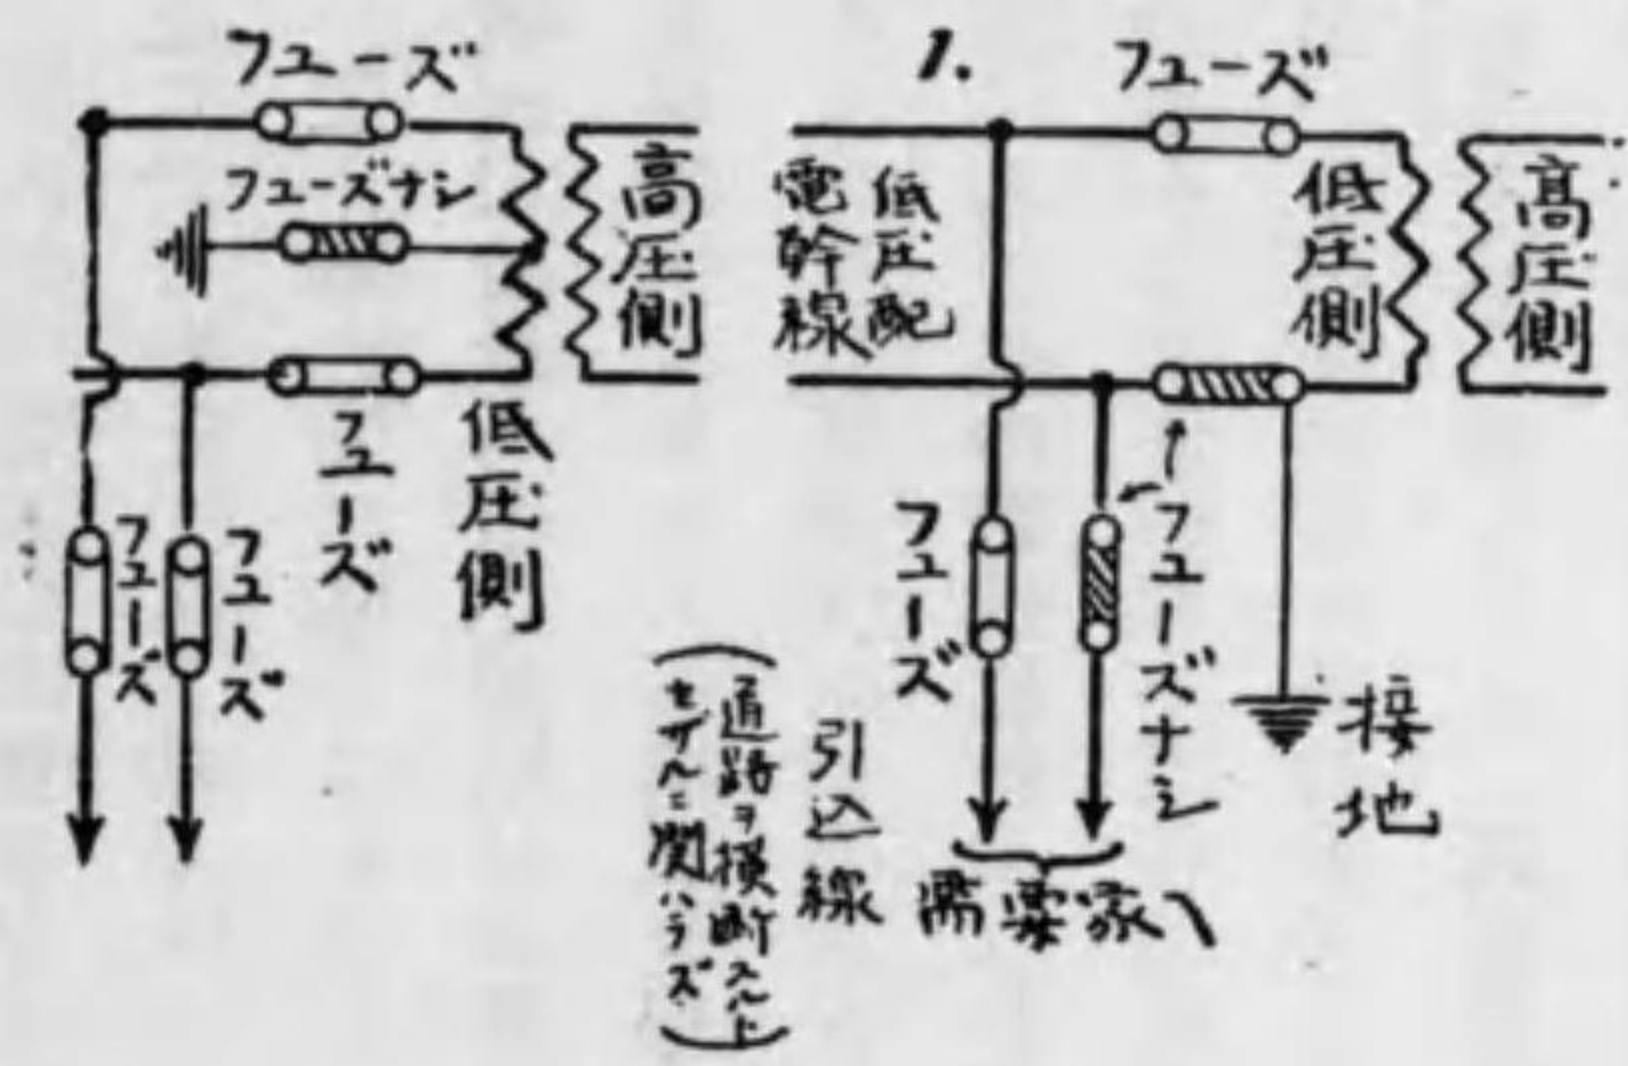 1.
フューズ
高圧側
低圧側
低圧配
電幹線
フューズナシ
フューズ
接地
需要家ヘ
引込線
(道路ヲ横断スルト
セザルニ関ハラズ)
フューズ
フューズナシ
高圧側
低圧側
フューズ
フューズ
フューズ